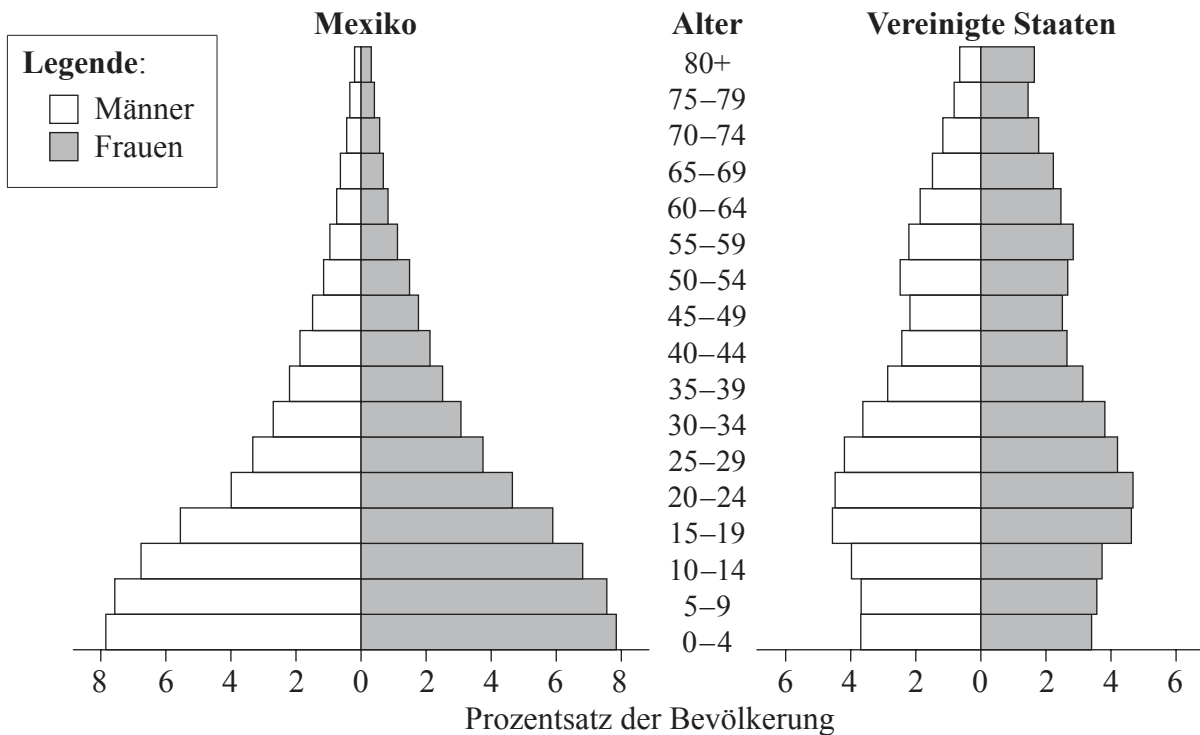 Mexiko Alter Vereinigte Staaten
Legende:
Männer
Frauen
80+
75–79
70–74
65–69
60–64
55–59
50–54
45–49
40–44
35–39
30–34
25–29
20–24
15–19
10–14
5–9
0–4
8 6 4 2 0 2 4 6 8 6 4 2 0 2 4 6
Prozentsatz der Bevölkerung